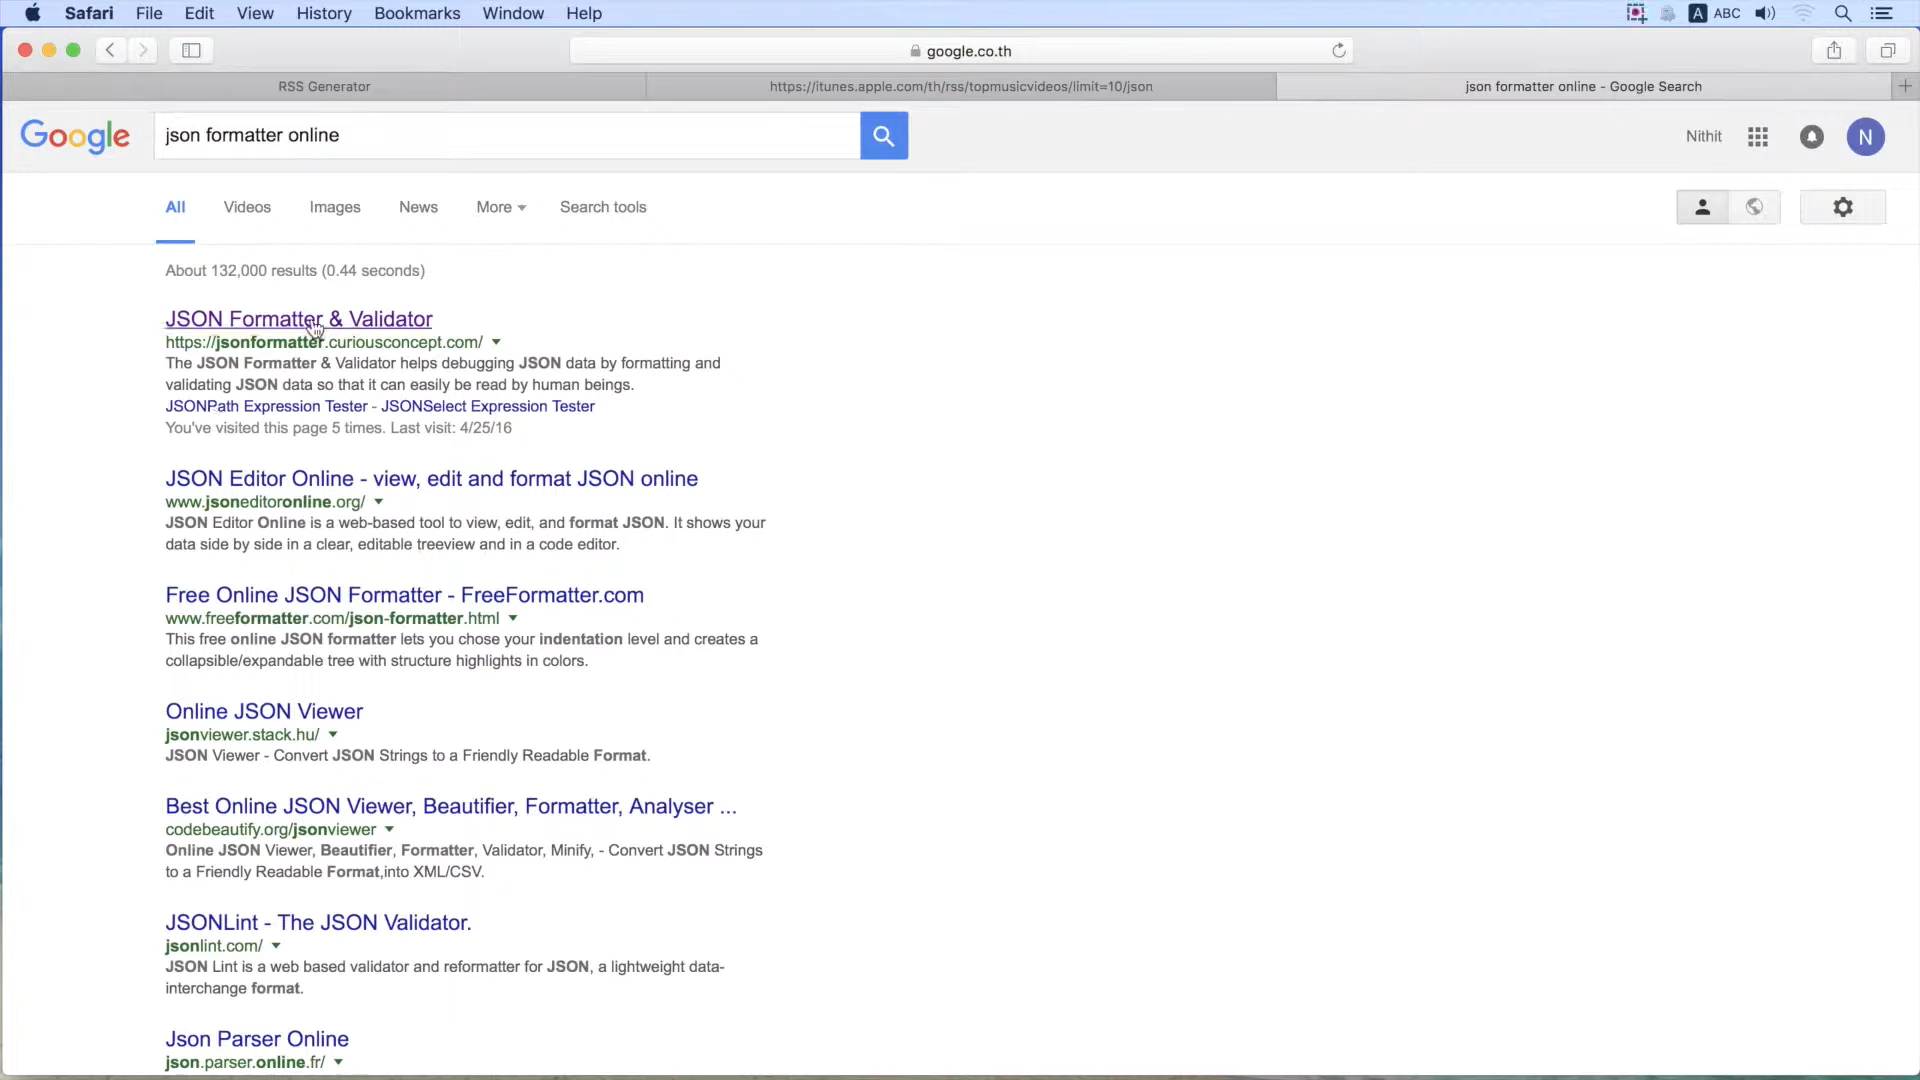 Safari File Edit View History Bookmarks Window Help A ABC
google.co.th
RSS Generator https://itunes.apple.com/th/rss/topmusicvideos/limit=10/json json formatter online - Google Search
Google json formatter online Nithit N
All Videos Images News More Search tools
About 132,000 results (0.44 seconds)
JSON Formatter & Validator
https://jsonformatter.curiousconcept.com/
The JSON Formatter & Validator helps debugging JSON data by formatting and
validating JSON data so that it can easily be read by human beings.
JSONPath Expression Tester - JSONSelect Expression Tester
You've visited this page 5 times. Last visit: 4/25/16
JSON Editor Online - view, edit and format JSON online
www.jsoneditoronline.org/
JSON Editor Online is a web-based tool to view, edit, and format JSON. It shows your
data side by side in a clear, editable treeview and in a code editor.
Free Online JSON Formatter - FreeFormatter.com
www.freeformatter.com/json-formatter.html
This free online JSON formatter lets you chose your indentation level and creates a
collapsible/expandable tree with structure highlights in colors.
Online JSON Viewer
jsonviewer.stack.hu/
JSON Viewer - Convert JSON Strings to a Friendly Readable Format.
Best Online JSON Viewer, Beautifier, Formatter, Analyser ...
codebeautify.org/jsonviewer
Online JSON Viewer, Beautifier, Formatter, Validator, Minify, - Convert JSON Strings
to a Friendly Readable Format,into XML/CSV.
JSONLint - The JSON Validator.
jsonlint.com/
JSON Lint is a web based validator and reformatter for JSON, a lightweight data-
interchange format.
Json Parser Online
json.parser.online.fr/